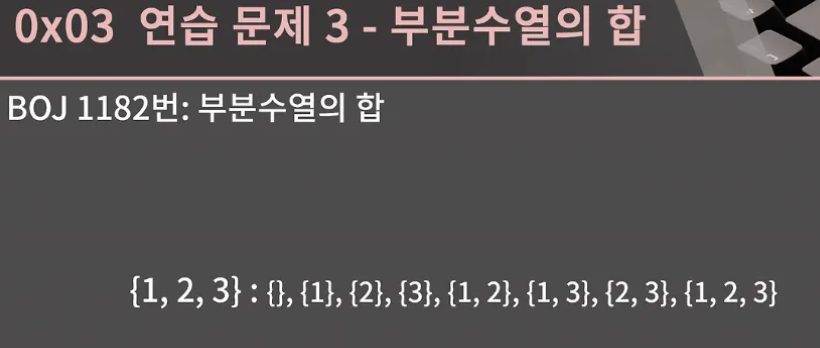 0x03 연습 문제 3 - 부분수열의 합
BOJ 1182번: 부분수열의 합
{1, 2, 3} : {}, {1}, {2}, {3}, {1, 2}, {1, 3}, {2, 3}, {1, 2, 3}